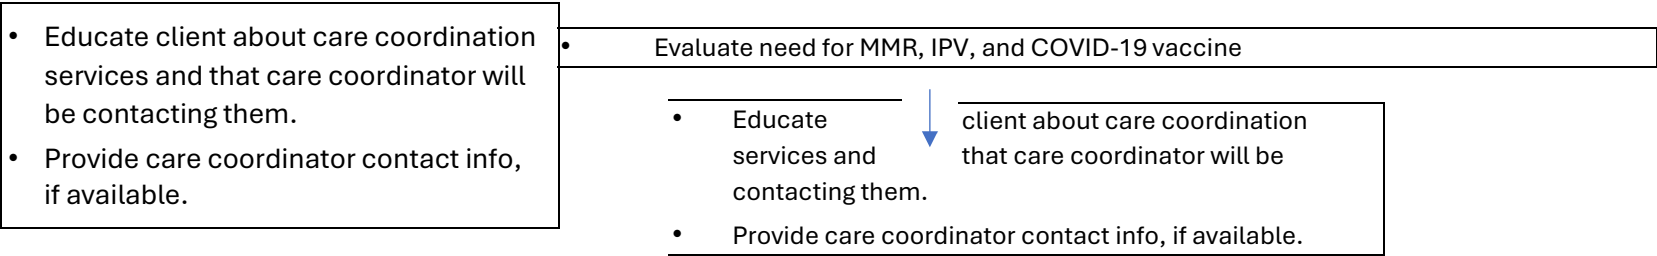 • Educate client about care coordination
services and that care coordinator will
be contacting them.
• Provide care coordinator contact info,
if available.
• Evaluate need for MMR, IPV, and COVID-19 vaccine
• Educate client about care coordination
services and that care coordinator will be
contacting them.
• Provide care coordinator contact info, if available.